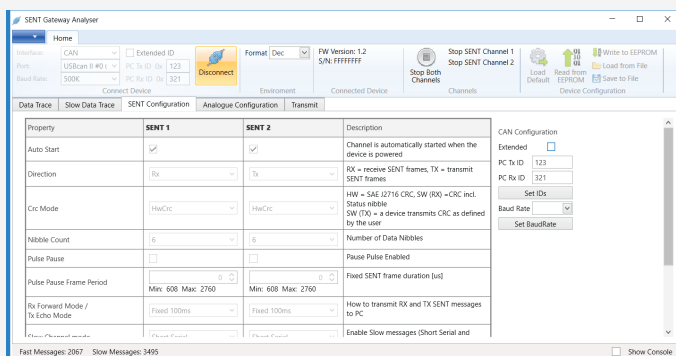 SENT Gateway Analyser
Home
Interface: CAN Extended ID
Port: USBcan II #0 ( PC Tx ID 0x 123
Baud Rate: 500K PC Rx ID 0x 321
Disconnect
Connect Device
Format Dec
Enviroment
FW Version: 1.2
S/N: FFFFFFFF
Connected Device
Stop Both Channels
Stop SENT Channel 1
Stop SENT Channel 2
Channels
Load Default
Read from EEPROM
Write to EEPROM
Load from File
Save to File
Device Configuration
Data Trace Slow Data Trace SENT Configuration Analogue Configuration Transmit
Property SENT 1 SENT 2 Description
Auto Start Channel is automatically started when the
device is powered
Direction Rx Tx RX = receive SENT frames, TX = transmit
SENT frames
Crc Mode HwCrc HwCrc HW = SAE J2716 CRC, SW (RX) =CRC incl.
Status nibble
SW (TX) = a device transmits CRC as defined
by the user
Nibble Count 6 6 Number of Data Nibbles
Pulse Pause Pause Pulse Enabled
Pulse Pause Frame Period 0 0 Fixed SENT frame duration [us]
Min: 608 Max: 2760 Min: 608 Max: 2760
Rx Forward Mode /
Tx Echo Mode Fixed 100ms Fixed 100ms How to transmit RX and TX SENT messages
to PC
Slow Channel mode Short Serial Short Serial Enable Slow messages (Short Serial and
CAN Configuration
Extended
PC Tx ID 123
PC Rx ID 321
Set IDs
Baud Rate
Set BaudRate
Fast Messages: 2067 Slow Messages: 3495 Show Console